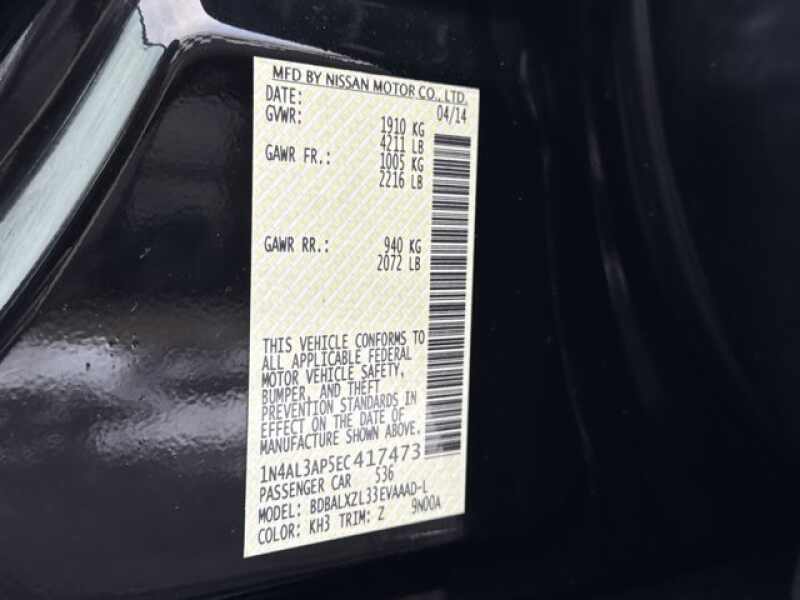 MFD BY NISSAN MOTOR CO., LTD.
DATE: 04/14
GVWR: 1910 KG
4211 LB
GAWR FR.: 1005 KG
2216 LB
GAWR RR.: 940 KG
2072 LB
THIS VEHICLE CONFORMS TO
ALL APPLICABLE FEDERAL
MOTOR VEHICLE SAFETY,
BUMPER, AND THEFT
PREVENTION STANDARDS IN
EFFECT ON THE DATE OF
MANUFACTURE SHOWN ABOVE.
1N4AL3AP5EC417473
PASSENGER CAR 536
MODEL: BDBALXZL33EVAAAD-L
COLOR: KH3 TRIM: Z 9N00A